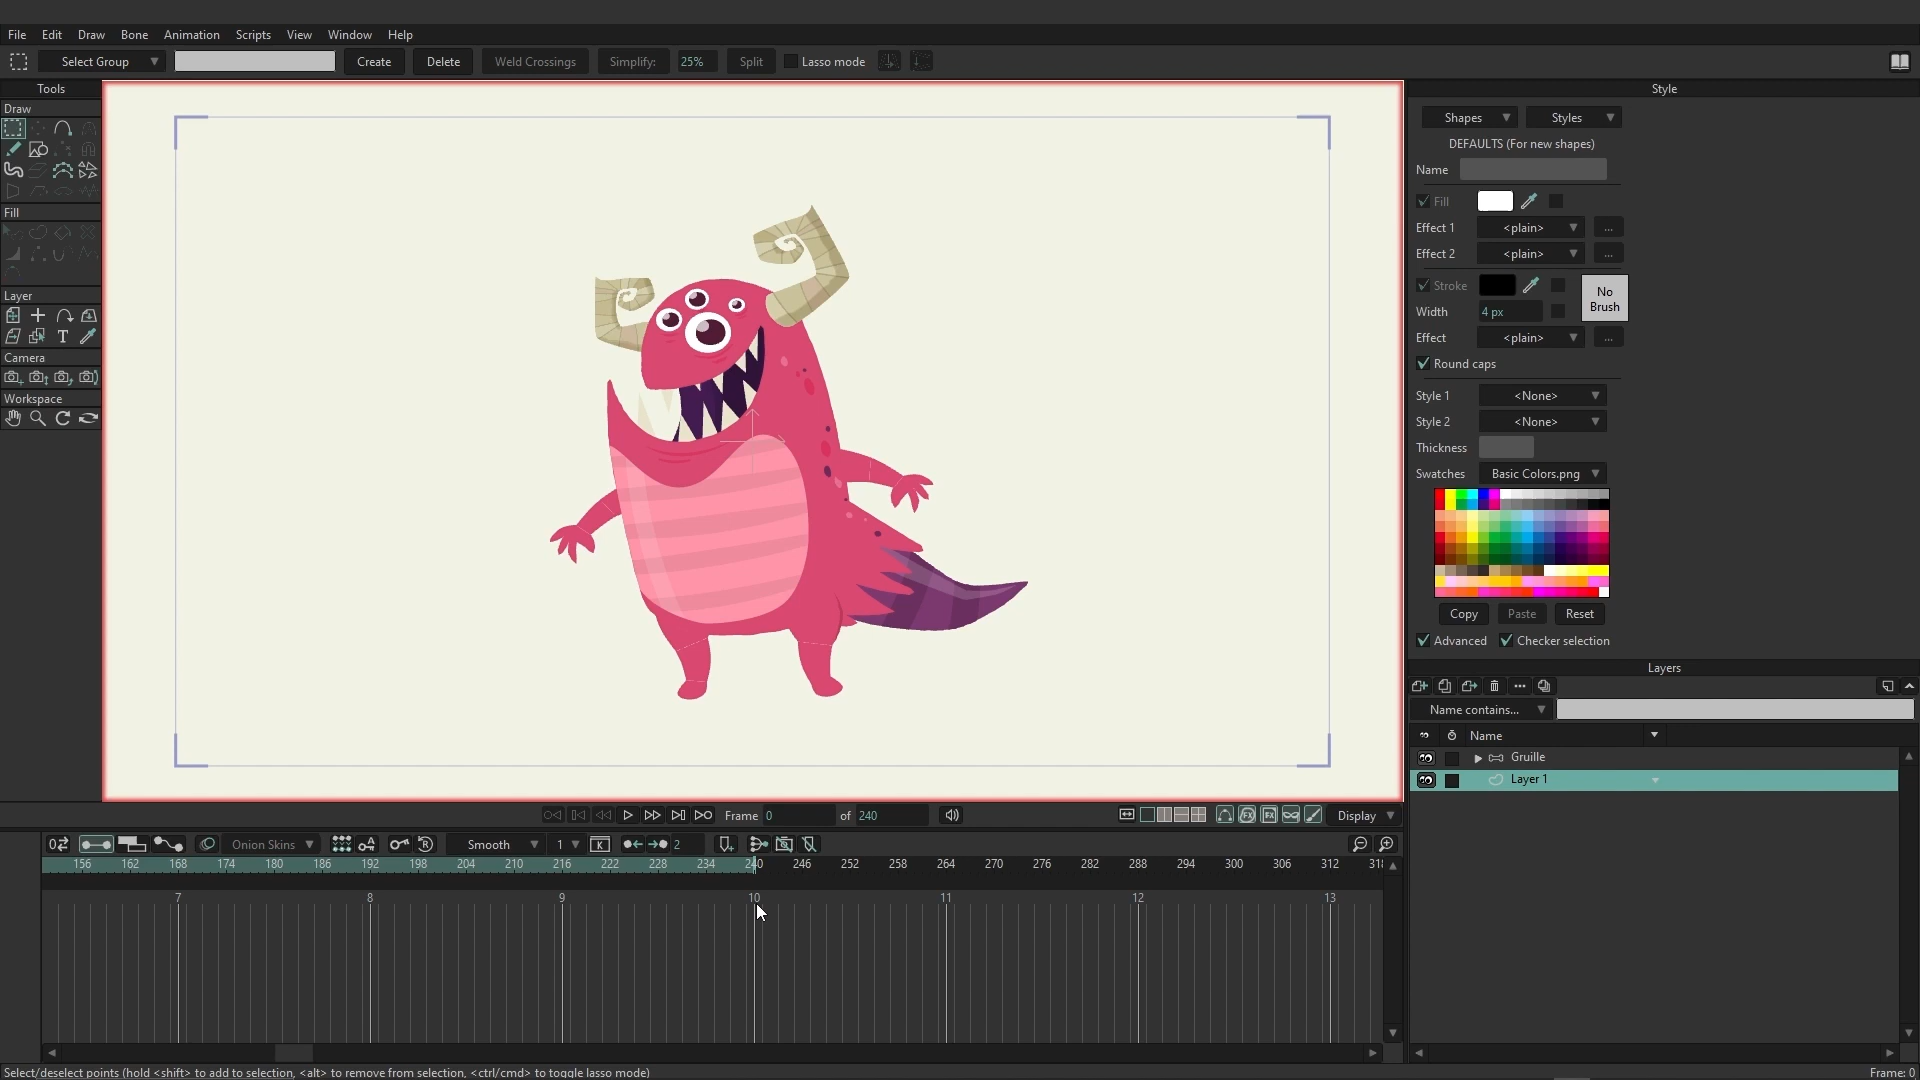 File Edit Draw Bone Animation Scripts View Window Help
Select Group Create Delete Weld Crossings Simplify: 25% Split Lasso mode
Tools
Draw
Fill
Layer
T
Camera
Workspace
Style
Shapes Styles
DEFAULTS (For new shapes)
Name
Fill
Effect 1 <plain> ...
Effect 2 <plain> ...
Stroke
No Brush
Width 4 px
Effect <plain> ...
Round caps
Style 1 <None>
Style 2 <None>
Thickness
Swatches Basic Colors.png
Copy Paste Reset
Advanced Checker selection
Layers
Name contains...
Name
Gruille
Layer 1
Frame 0 of 240 Display
Onion Skins Smooth 1 K 2
156 162 168 174 180 186 192 198 204 210 216 222 228 234 240 246 252 258 264 270 276 282 288 294 300 306 312
7 8 9 10 11 12 13
Select/deselect points (hold <shift> to add to selection, <alt> to remove from selection, <ctrl/cmd> to toggle lasso mode) Frame: 0